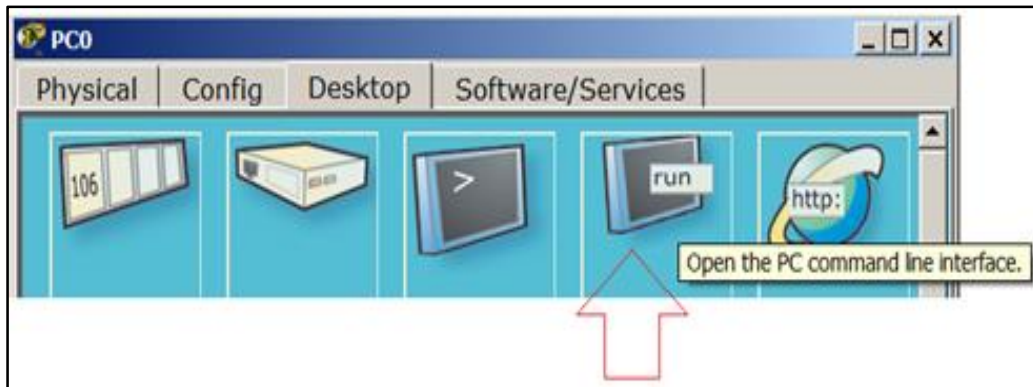 PC0
Physical Config Desktop Software/Services
106
>
run
http:
Open the PC command line interface.